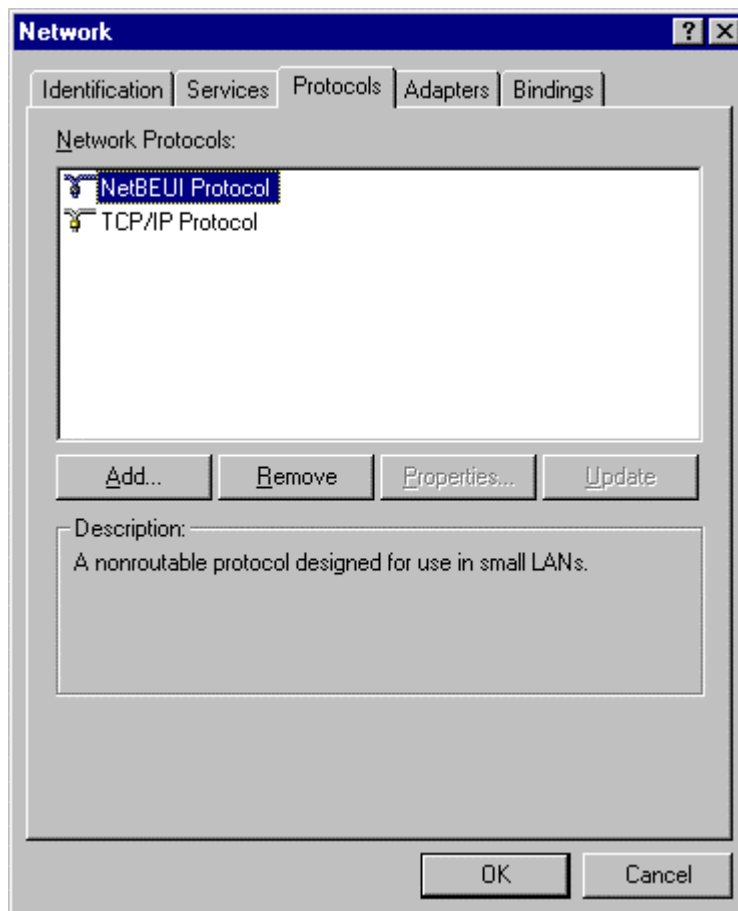 Network
Identification Services Protocols Adapters Bindings
Network Protocols:
NetBEUI Protocol
TCP/IP Protocol
Add... Remove Properties... Update
Description:
A nonroutable protocol designed for use in small LANs.
OK Cancel